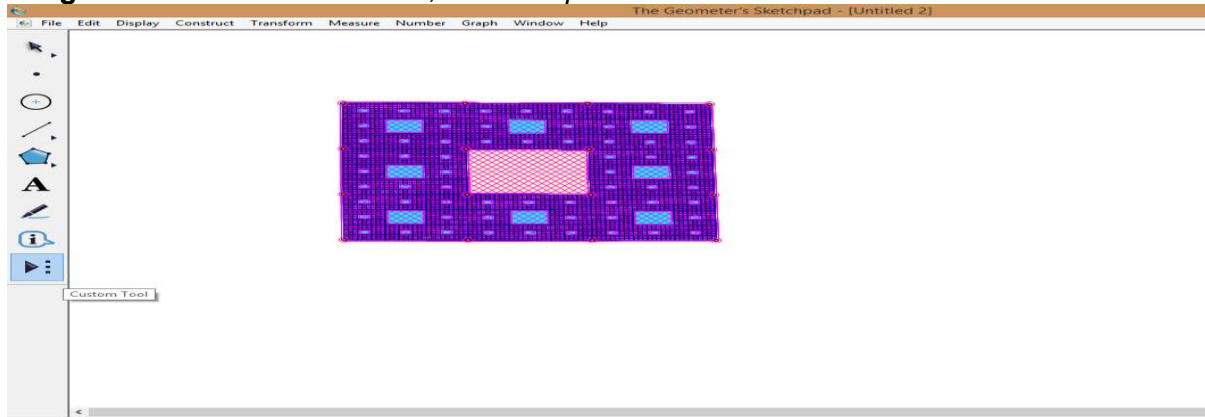 The Geometer's Sketchpad - [Untitled 2]
File Edit Display Construct Transform Measure Number Graph Window Help
A
i
Custom Tool